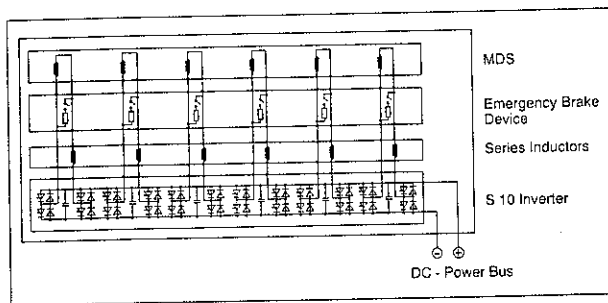 MDS
Emergency Brake
Device
Series Inductors
S 10 Inverter
⊖ ⊕
DC - Power Bus